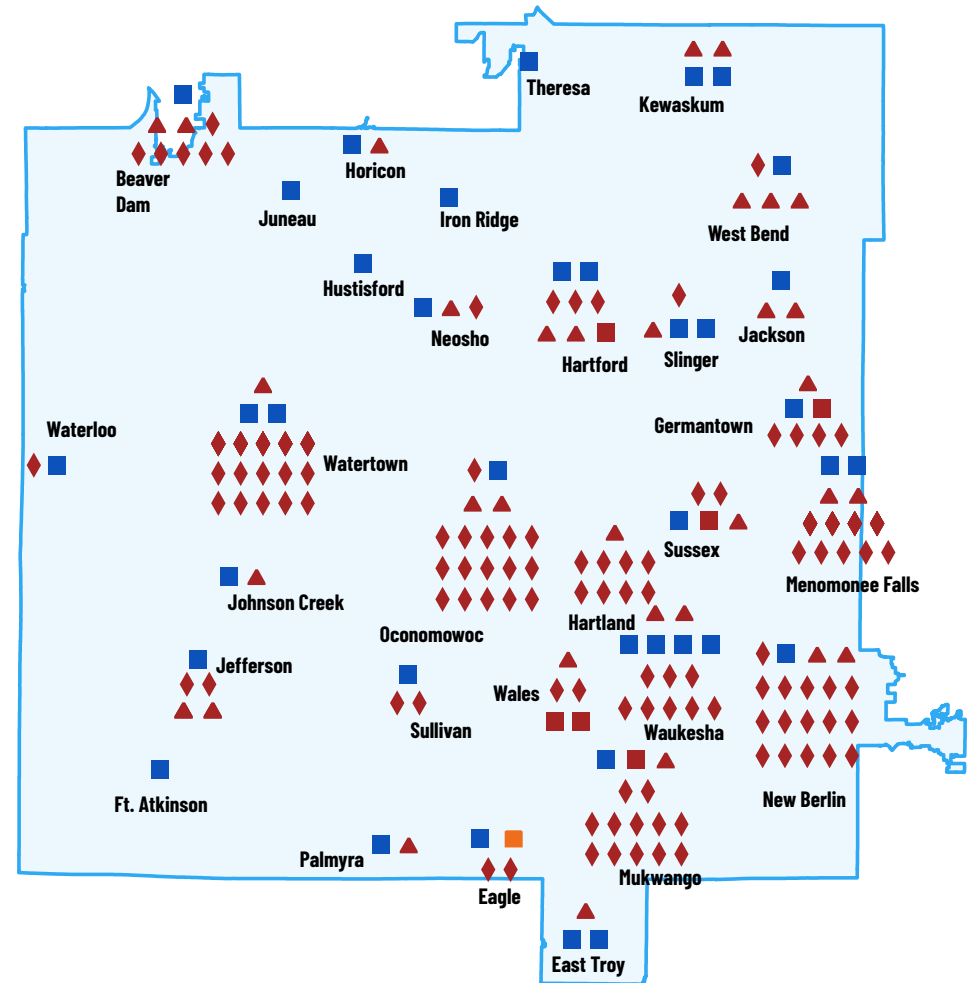 Theresa
Kewaskum
Horicon
Beaver
Dam
Juneau
Iron Ridge
West Bend
Hustisford
Neosho
Jackson
Slinger
Hartford
Germantown
Waterloo
Watertown
Sussex
Menomonee Falls
Johnson Creek
Hartland
Oconomowoc
Jefferson
Wales
Sullivan
Waukesha
New Berlin
Ft. Atkinson
Palmyra
Mukwango
Eagle
East Troy